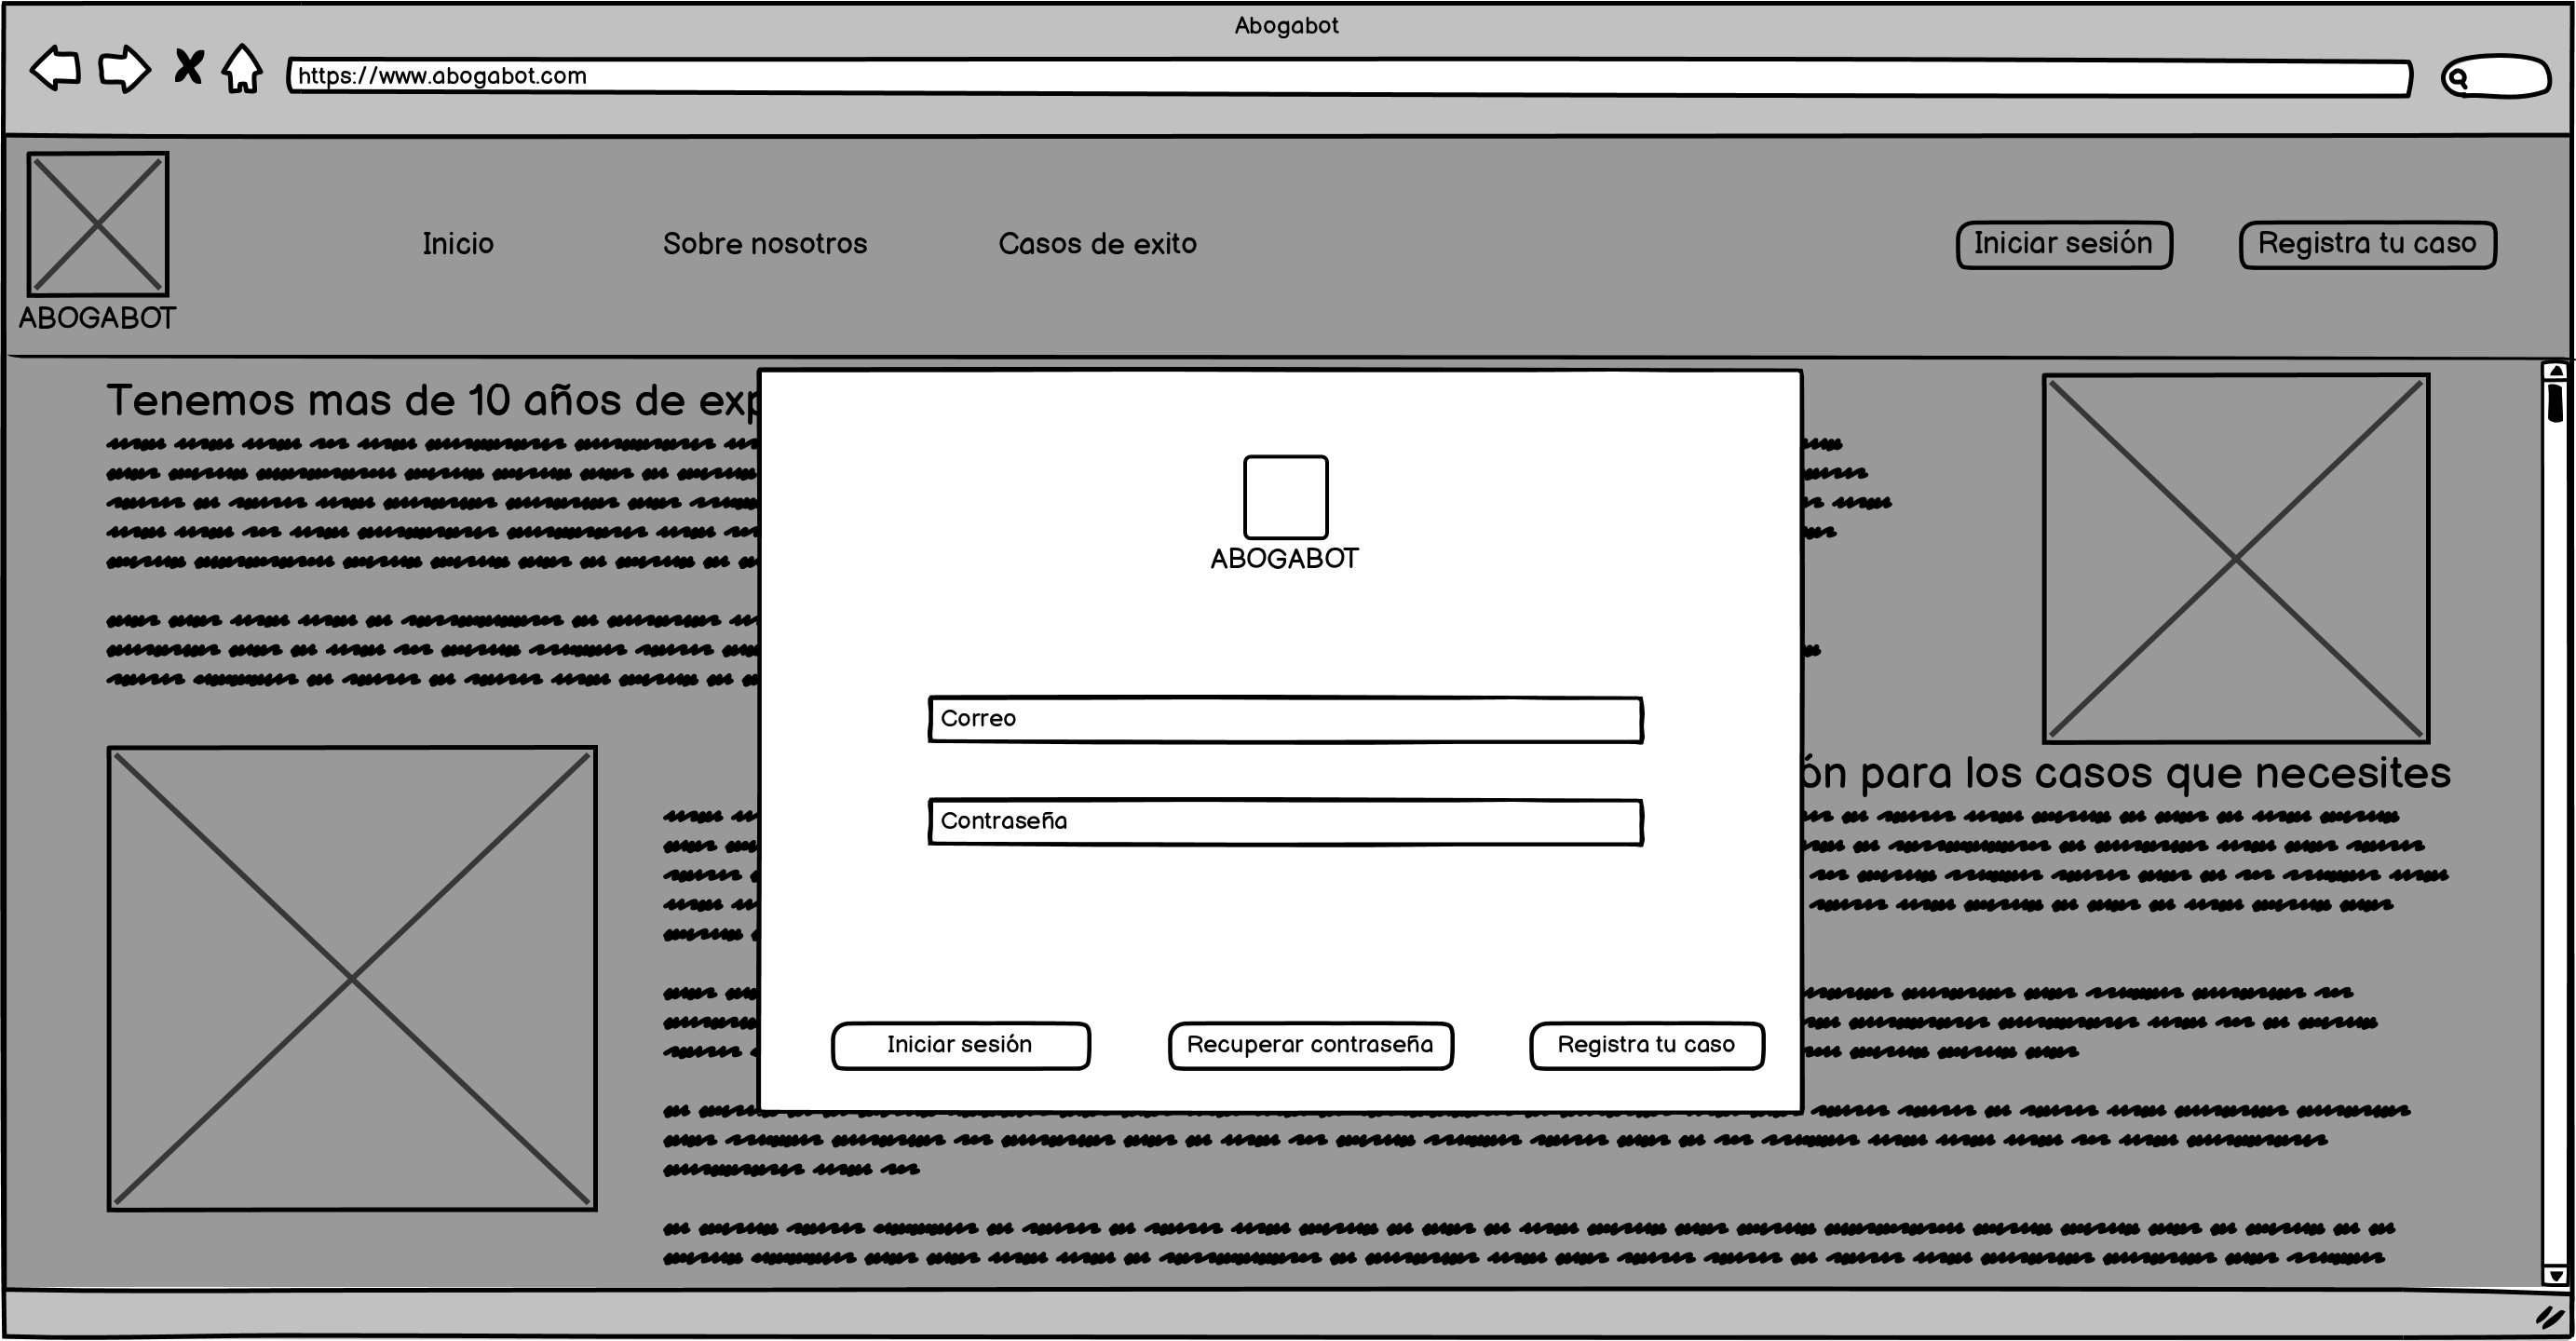 Abogabot
https://www.abogabot.com
Inicio
Sobre nosotros
Casos de exito
Iniciar sesión
Registra tu caso
ABOGABOT
Tenemos mas de 10 años de
ABOGABOT
Correo
para los casos que necesites
Contraseña
Iniciar sesión
Recuperar contraseña
Registra tu caso